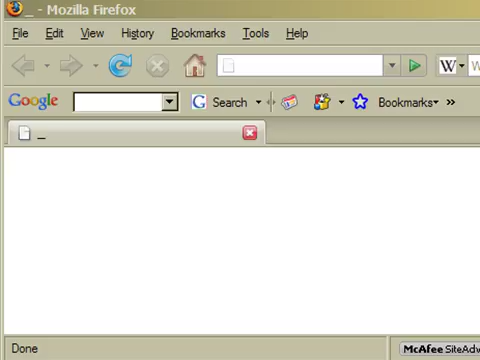 _ - Mozilla Firefox
File Edit View History Bookmarks Tools Help
W W
Google G Search Bookmarks »
_
Done McAfee SiteAdv